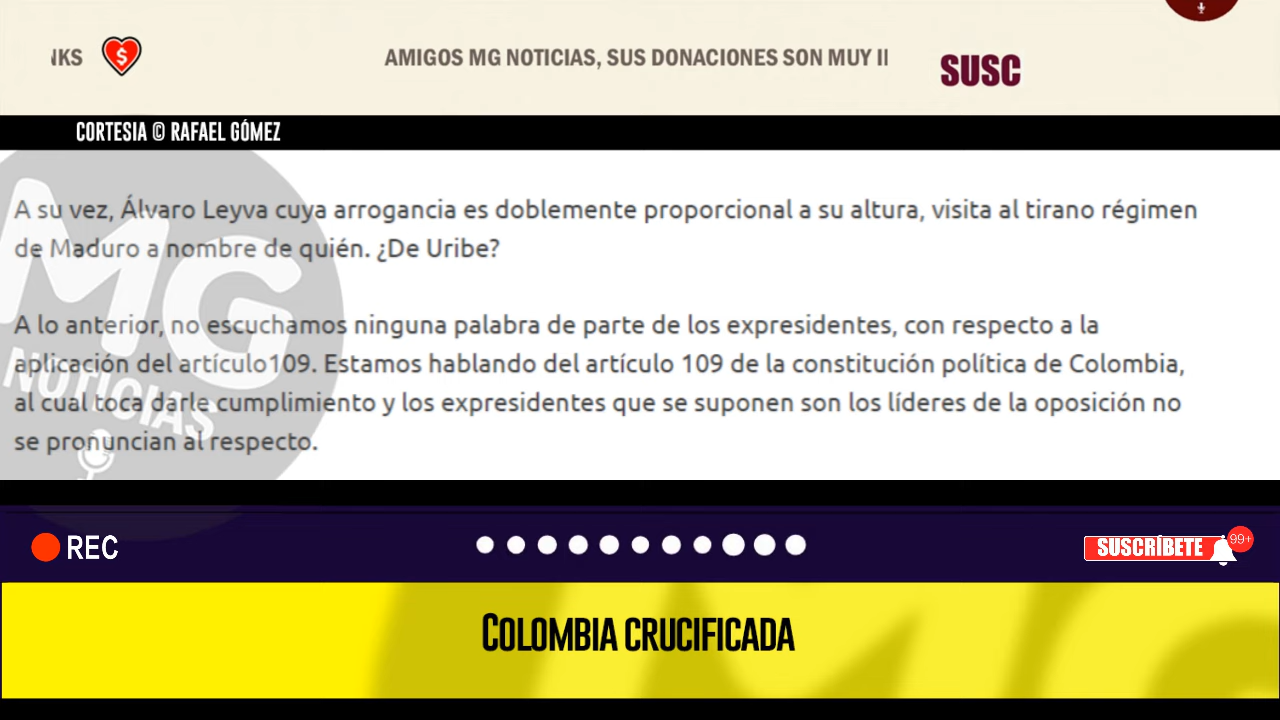 AMIGOS MG NOTICIAS, SUS DONACIONES SON MUY
SUSC
CORTESIA © RAFAEL GÓMEZ
A su vez, Álvaro Leyva cuya arrogancia es doblemente proporcional a su altura, visita al tirano régimen
de Maduro a nombre de quién. ¿De Uribe?
A lo anterior, no escuchamos ninguna palabra de parte de los expresidentes, con respecto a la
aplicación del artículo109. Estamos hablando del artículo 109 de la constitución política de Colombia,
al cual toca darle cumplimiento y los expresidentes que se suponen son los líderes de la oposición no
se pronuncian al respecto.
MG
NOTICIAS
REC
SUSCRÍBETE
99+
COLOMBIA CRUCIFICADA